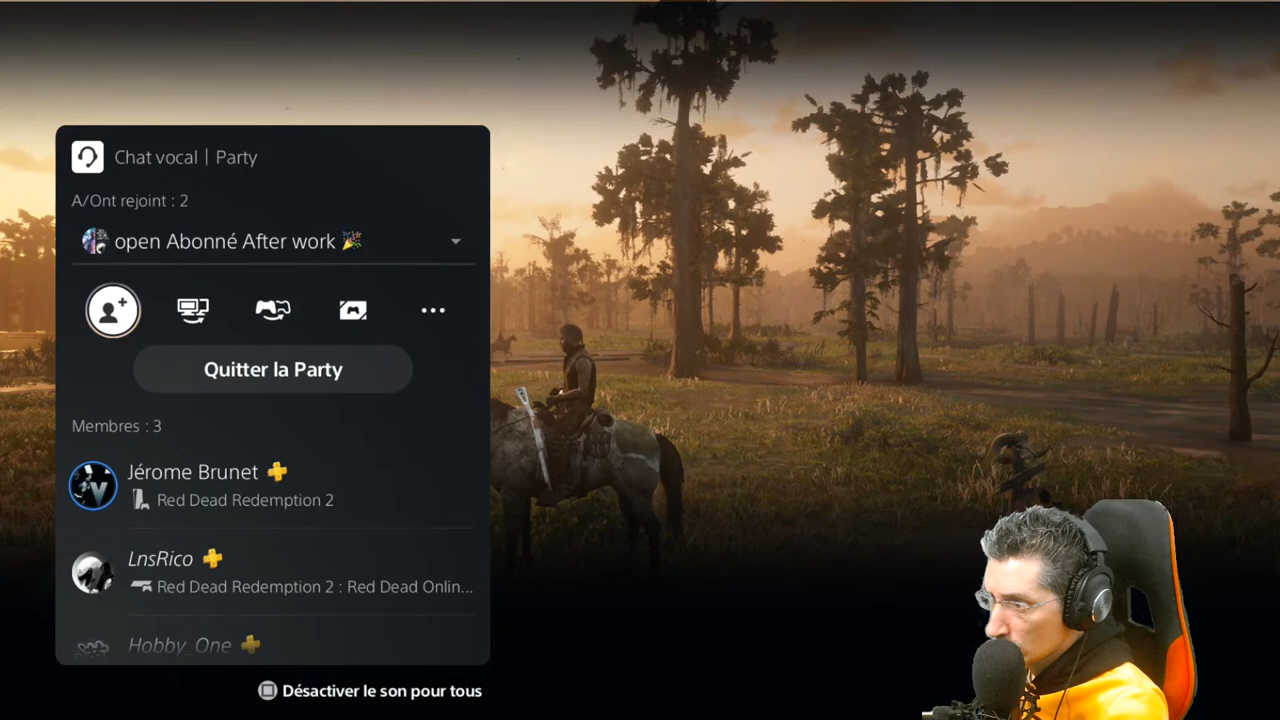 Chat vocal | Party
A/Ont rejoint : 2
open Abonné After work 🎉
Quitter la Party
Membres : 3
Jérome Brunet
Red Dead Redemption 2
LnsRico
Red Dead Redemption 2 : Red Dead Onlin...
Hobby_One
Désactiver le son pour tous